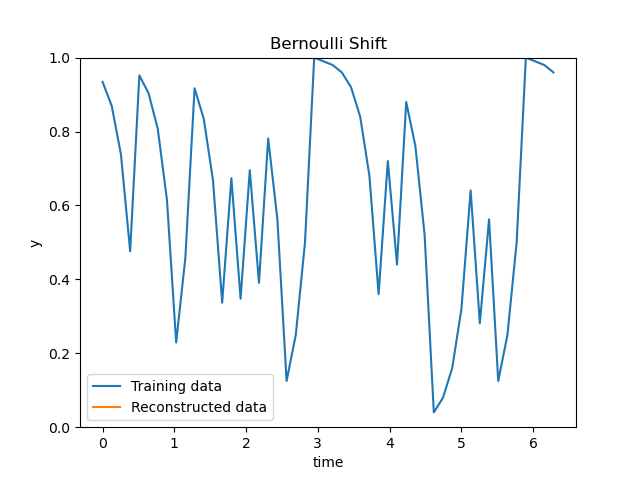 Bernoulli Shift
1.0
0.8
0.6
0.4
0.2
0.0
y
Training data
Reconstructed data
0 1 2 3 4 5 6
time